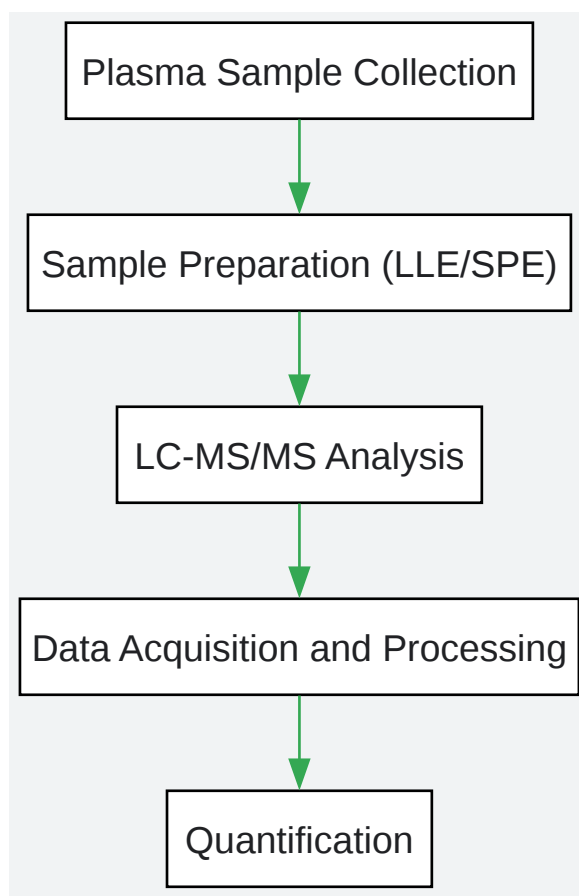 Plasma Sample Collection
Sample Preparation (LLE/SPE)
LC-MS/MS Analysis
Data Acquisition and Processing
Quantification